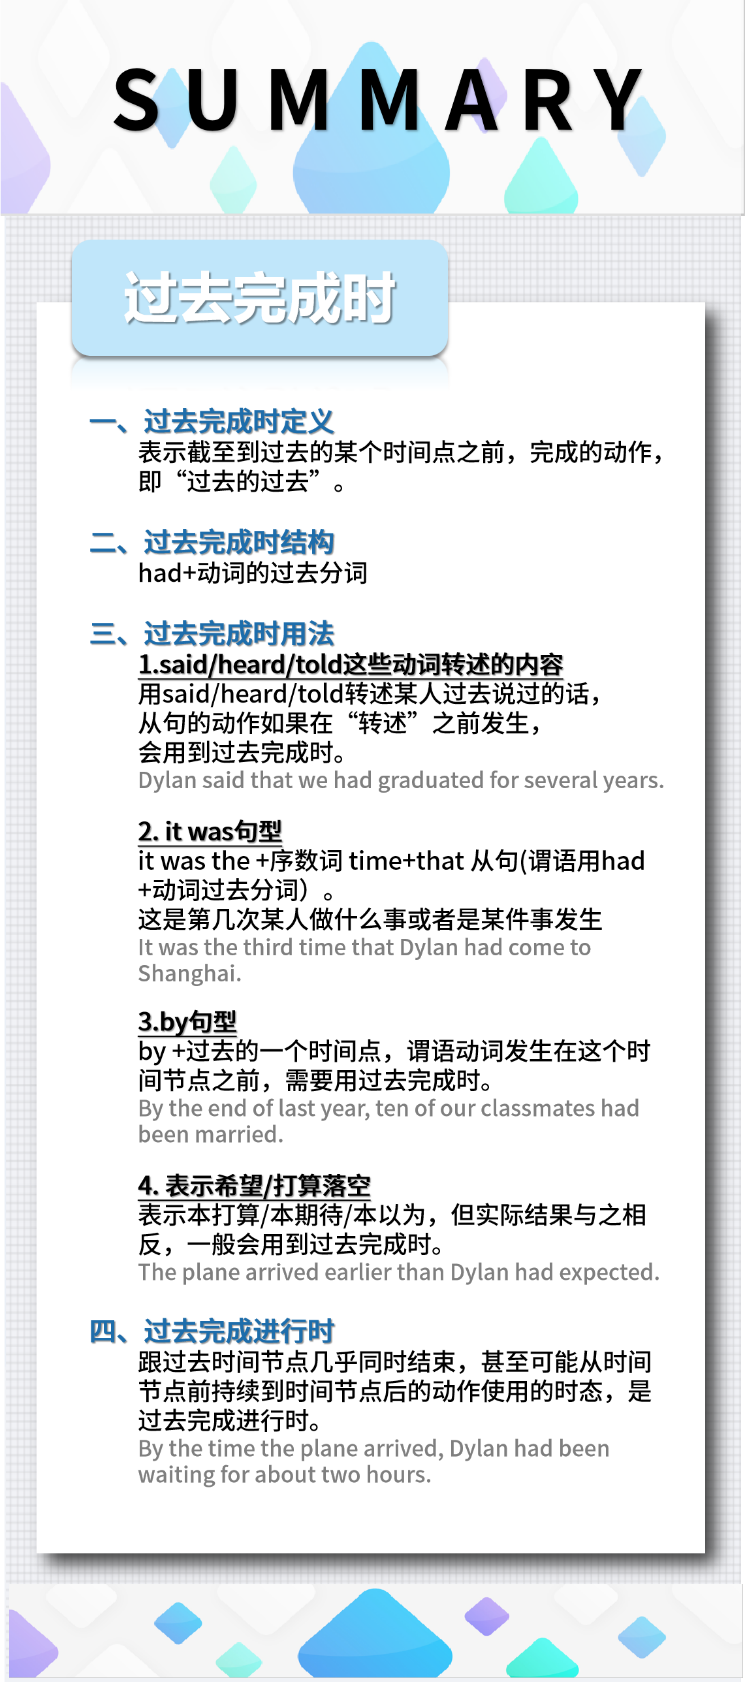 SUMMARY
过去完成时
一、过去完成时定义
表示截至到过去的某个时间点之前，完成的动作，
即“过去的过去”。
二、过去完成时结构
had+动词的过去分词
三、过去完成时用法
1.said/heard/told这些动词转述的内容
用said/heard/told转述某人过去说过的话，
从句的动作如果在“转述”之前发生，
会用到过去完成时。
Dylan said that we had graduated for several years.
2. it was句型
it was the +序数词 time+that 从句(谓语用had
+动词过去分词）。
这是第几次某人做什么事或者是某件事发生
It was the third time that Dylan had come to
Shanghai.
3.by句型
by +过去的一个时间点，谓语动词发生在这个时
间节点之前，需要用过去完成时。
By the end of last year, ten of our classmates had
been married.
4. 表示希望/打算落空
表示本打算/本期待/本以为，但实际结果与之相
反，一般会用到过去完成时。
The plane arrived earlier than Dylan had expected.
四、过去完成进行时
跟过去时间节点几乎同时结束，甚至可能从时间
节点前持续到时间节点后的动作使用的时态，是
过去完成进行时。
By the time the plane arrived, Dylan had been
waiting for about two hours.